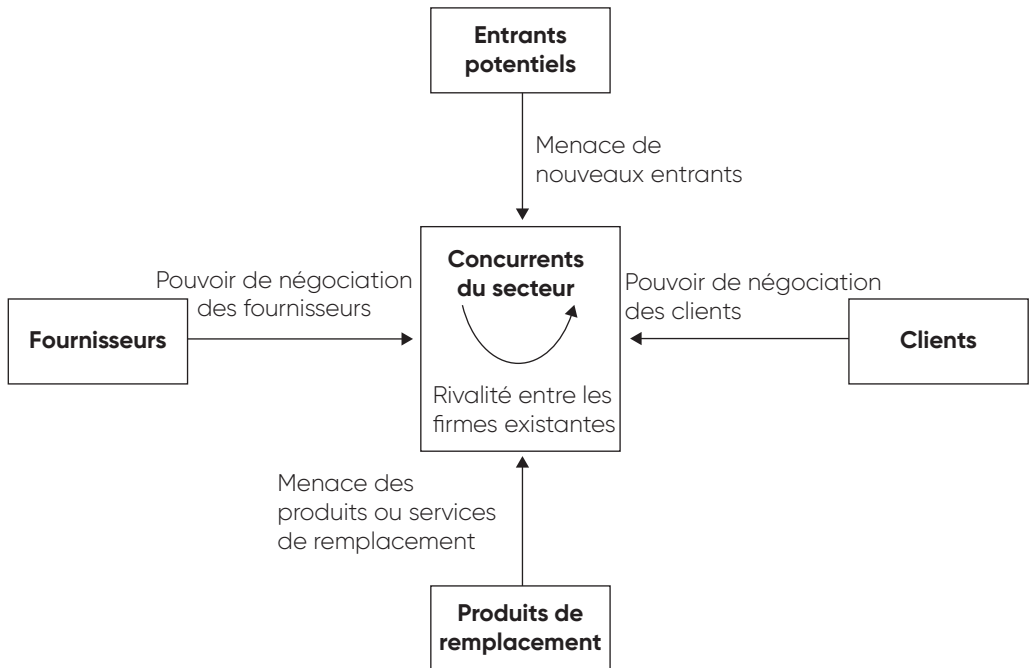 Entrants
potentiels
Menace de
nouveaux entrants
Concurrents
du secteur
Pouvoir de négociation
des fournisseurs
Pouvoir de négociation
des clients
Fournisseurs
Clients
Rivalité entre les
firmes existantes
Menace des
produits ou services
de remplacement
Produits de
remplacement